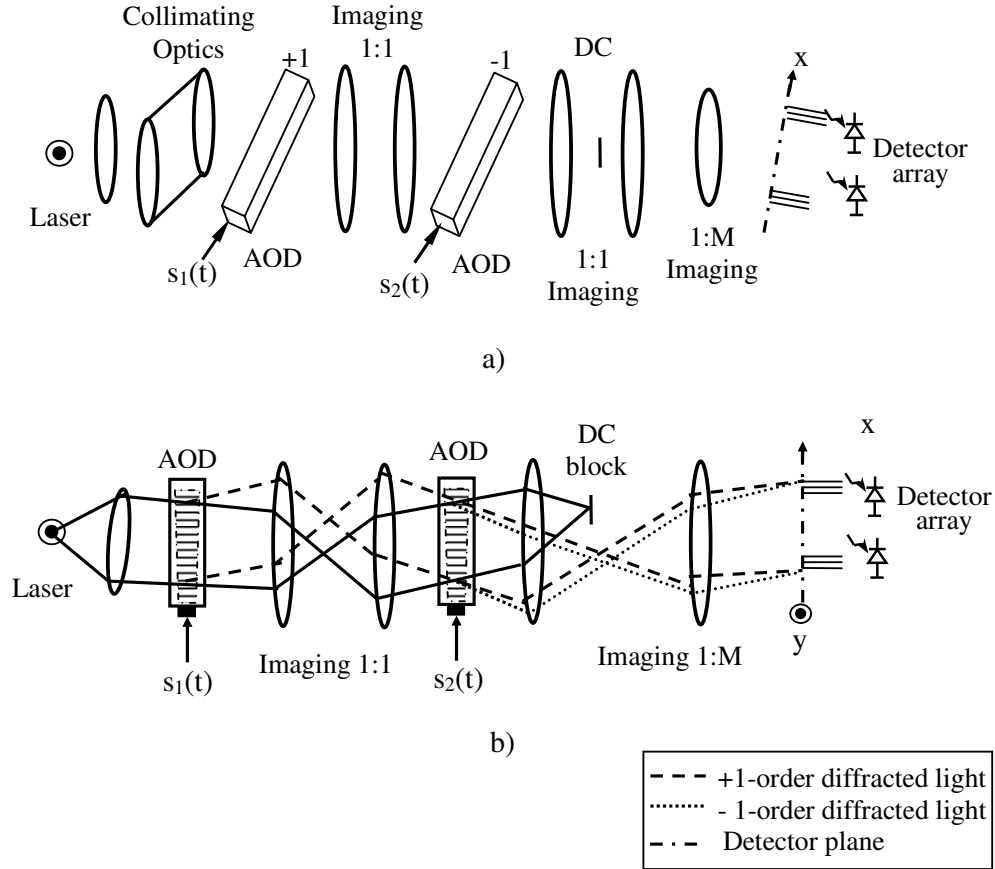 Collimating
Optics
Imaging
1:1
+1
-1
DC
x
Laser
s1(t)
AOD
s2(t)
AOD
1:1
Imaging
1:M
Imaging
Detector
array
a)
AOD
AOD
DC
block
x
Detector
array
Laser
Imaging 1:1
Imaging 1:M
y
s1(t)
s2(t)
b)
+1-order diffracted light
- 1-order diffracted light
Detector plane